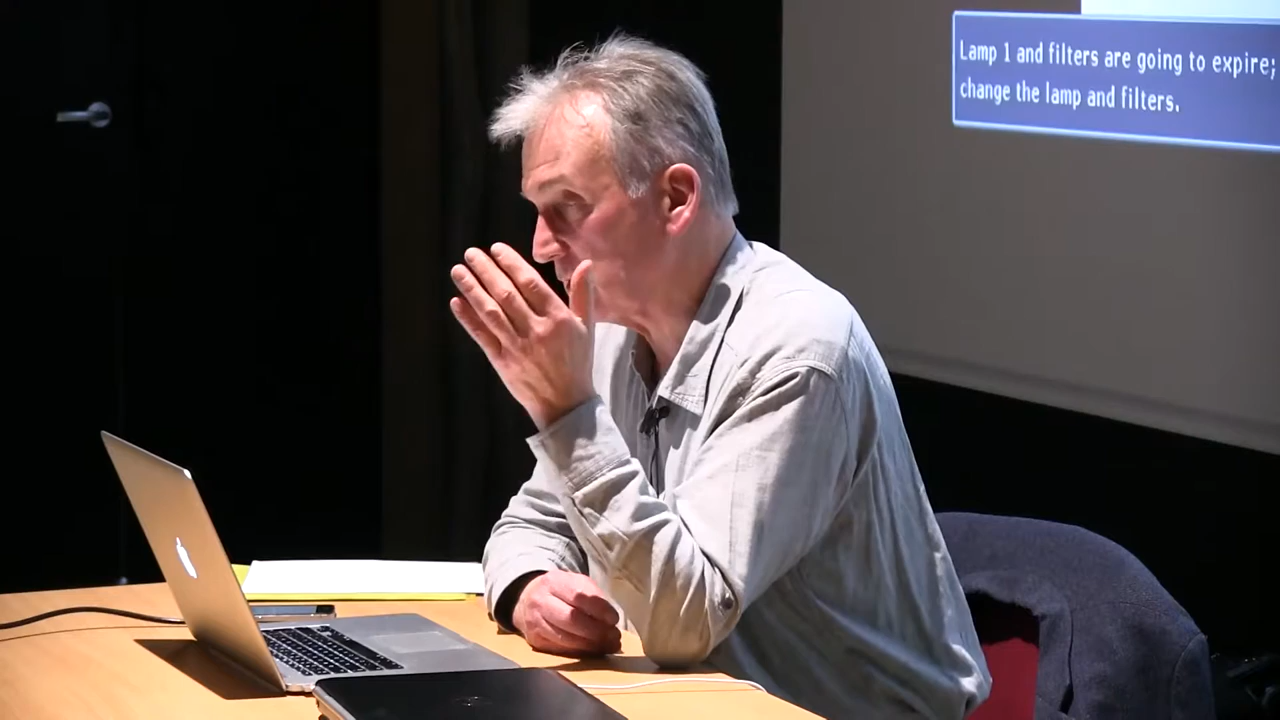 Lamp 1 and filters are going to expire;
change the lamp and filters.